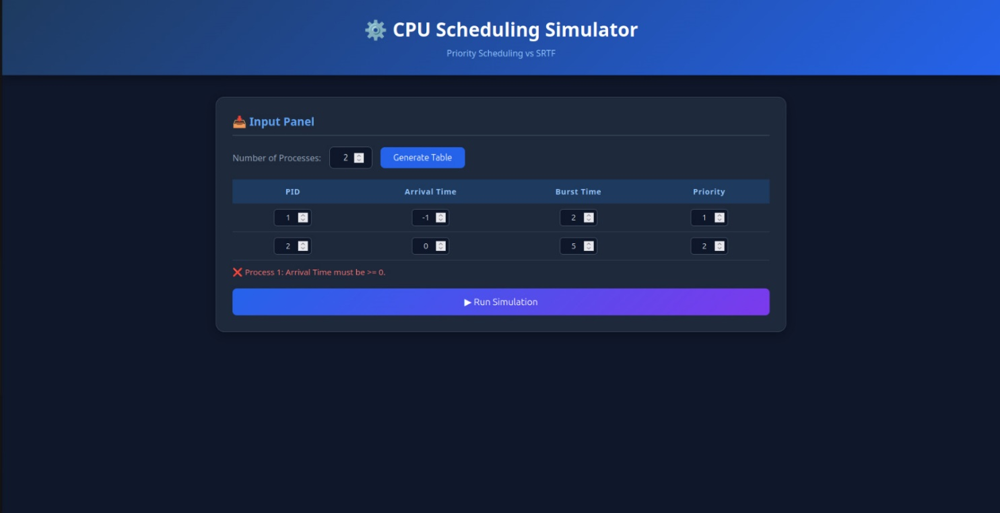 ⚙️ CPU Scheduling Simulator
Priority Scheduling vs SRTF
📥 Input Panel
Number of Processes: 2 Generate Table
PID Arrival Time Burst Time Priority
1 -1 2 1
2 0 5 2
❌ Process 1: Arrival Time must be >= 0.
▶ Run Simulation